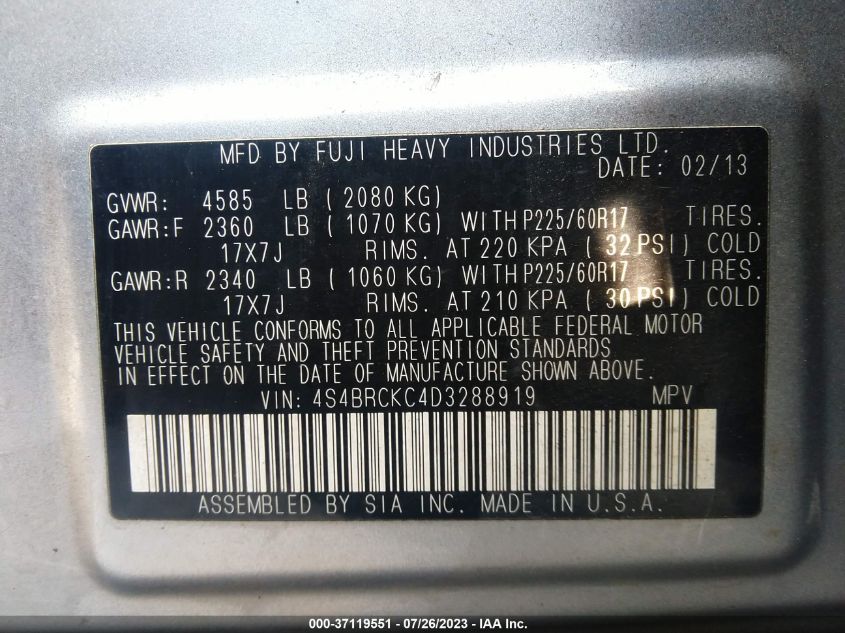 MFD BY FUJI HEAVY INDUSTRIES LTD.
DATE: 02/13
GVWR: 4585 LB ( 2080 KG)
GAWR:F 2360 LB ( 1070 KG) WITH P225/60R17 TIRES.
17X7J RIMS. AT 220 KPA ( 32 PSI) COLD
GAWR:R 2340 LB ( 1060 KG) WITH P225/60R17 TIRES.
17X7J RIMS. AT 210 KPA ( 30 PSI) COLD
THIS VEHICLE CONFORMS TO ALL APPLICABLE FEDERAL MOTOR
VEHICLE SAFETY AND THEFT PREVENTION STANDARDS
IN EFFECT ON THE DATE OF MANUFACTURE SHOWN ABOVE.
VIN: 4S4BRCKC4D3288919 MPV
ASSEMBLED BY SIA INC. MADE IN U.S.A.
000-37119551 - 07/26/2023 - IAA Inc.